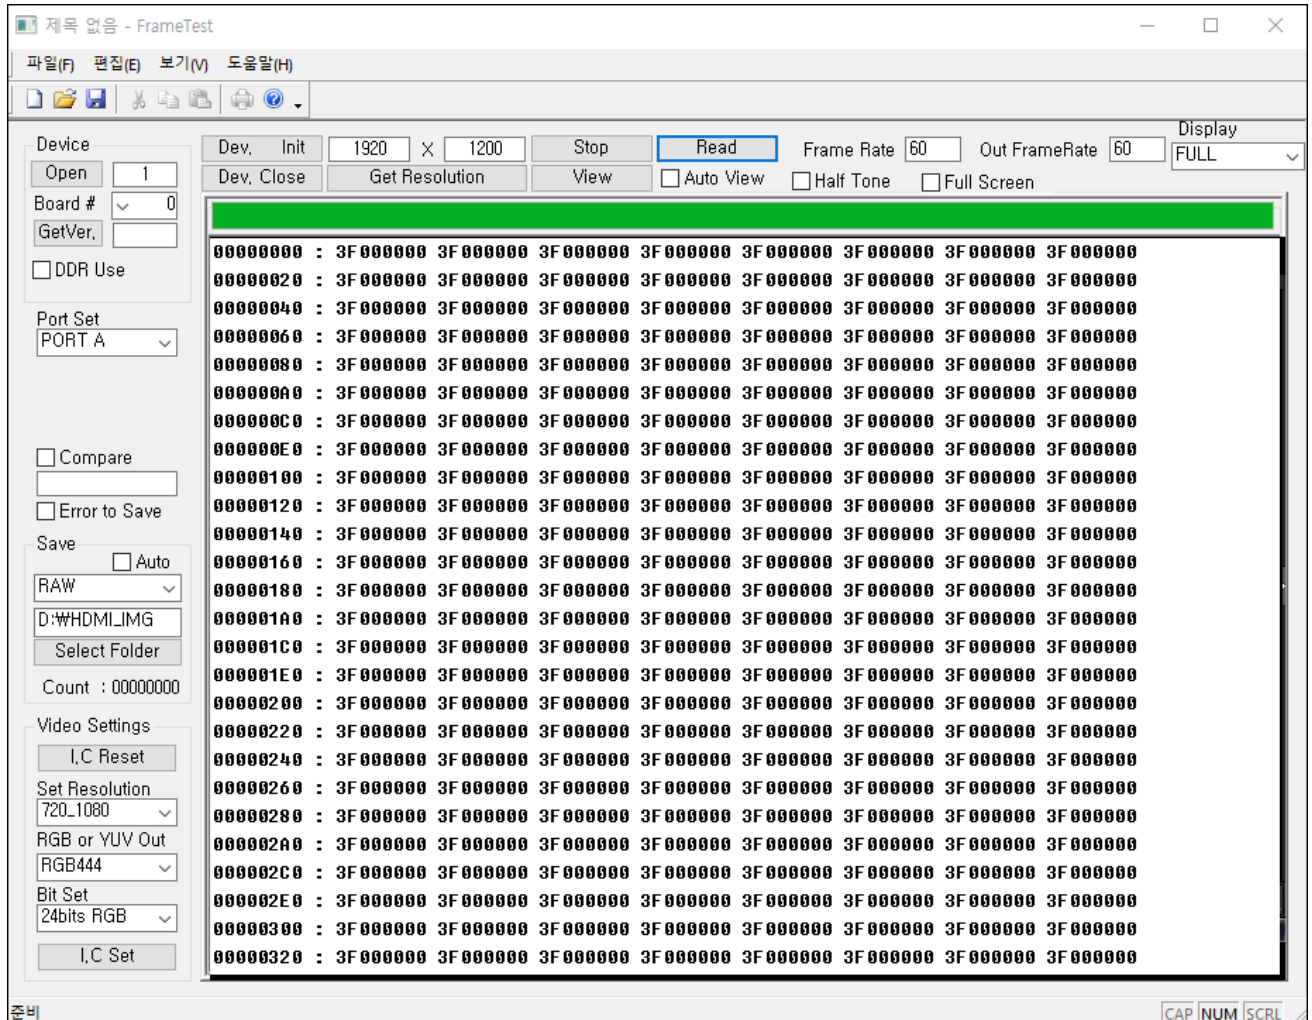 제목 없음 - FrameTest
파일(F) 편집(E) 보기(V) 도움말(H)
Device
Open 1
Board # 0
GetVer,
DDR Use
Port Set
PORT A
Compare
Error to Save
Save
Auto
RAW
D:₩HDMI_IMG
Select Folder
Count : 00000000
Video Settings
I,C Reset
Set Resolution
720_1080
RGB or YUV Out
RGB444
Bit Set
24bits RGB
I,C Set
Dev, Init 1920 X 1200 Stop Read Frame Rate 60 Out FrameRate 60 Display
Dev, Close Get Resolution View Auto View Half Tone Full Screen FULL
00000000 : 3F000000 3F000000 3F000000 3F000000 3F000000 3F000000 3F000000 3F000000
00000020 : 3F000000 3F000000 3F000000 3F000000 3F000000 3F000000 3F000000 3F000000
00000040 : 3F000000 3F000000 3F000000 3F000000 3F000000 3F000000 3F000000 3F000000
00000060 : 3F000000 3F000000 3F000000 3F000000 3F000000 3F000000 3F000000 3F000000
00000080 : 3F000000 3F000000 3F000000 3F000000 3F000000 3F000000 3F000000 3F000000
000000A0 : 3F000000 3F000000 3F000000 3F000000 3F000000 3F000000 3F000000 3F000000
000000C0 : 3F000000 3F000000 3F000000 3F000000 3F000000 3F000000 3F000000 3F000000
000000E0 : 3F000000 3F000000 3F000000 3F000000 3F000000 3F000000 3F000000 3F000000
00000100 : 3F000000 3F000000 3F000000 3F000000 3F000000 3F000000 3F000000 3F000000
00000120 : 3F000000 3F000000 3F000000 3F000000 3F000000 3F000000 3F000000 3F000000
00000140 : 3F000000 3F000000 3F000000 3F000000 3F000000 3F000000 3F000000 3F000000
00000160 : 3F000000 3F000000 3F000000 3F000000 3F000000 3F000000 3F000000 3F000000
00000180 : 3F000000 3F000000 3F000000 3F000000 3F000000 3F000000 3F000000 3F000000
000001A0 : 3F000000 3F000000 3F000000 3F000000 3F000000 3F000000 3F000000 3F000000
000001C0 : 3F000000 3F000000 3F000000 3F000000 3F000000 3F000000 3F000000 3F000000
000001E0 : 3F000000 3F000000 3F000000 3F000000 3F000000 3F000000 3F000000 3F000000
00000200 : 3F000000 3F000000 3F000000 3F000000 3F000000 3F000000 3F000000 3F000000
00000220 : 3F000000 3F000000 3F000000 3F000000 3F000000 3F000000 3F000000 3F000000
00000240 : 3F000000 3F000000 3F000000 3F000000 3F000000 3F000000 3F000000 3F000000
00000260 : 3F000000 3F000000 3F000000 3F000000 3F000000 3F000000 3F000000 3F000000
00000280 : 3F000000 3F000000 3F000000 3F000000 3F000000 3F000000 3F000000 3F000000
000002A0 : 3F000000 3F000000 3F000000 3F000000 3F000000 3F000000 3F000000 3F000000
000002C0 : 3F000000 3F000000 3F000000 3F000000 3F000000 3F000000 3F000000 3F000000
000002E0 : 3F000000 3F000000 3F000000 3F000000 3F000000 3F000000 3F000000 3F000000
00000300 : 3F000000 3F000000 3F000000 3F000000 3F000000 3F000000 3F000000 3F000000
00000320 : 3F000000 3F000000 3F000000 3F000000 3F000000 3F000000 3F000000 3F000000
준비 CAP NUM SCRL